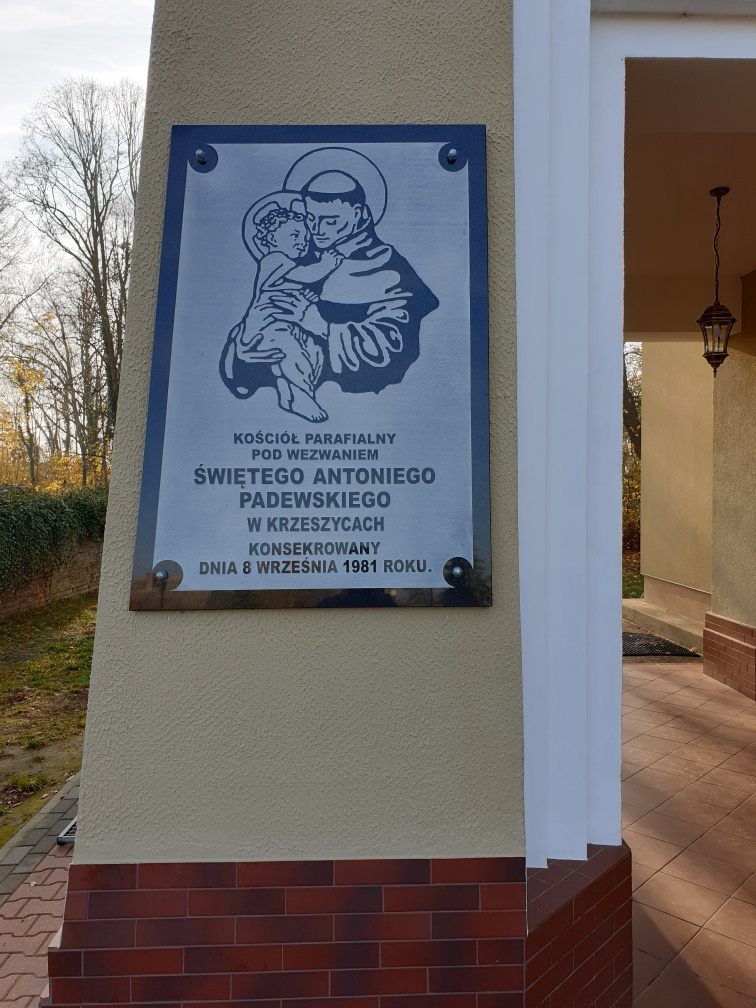 KOŚCIÓŁ PARAFIALNY
POD WEZWANIEM
ŚWIĘTEGO ANTONIEGO
PADEWSKIEGO
W KRZESZYCACH
KONSEKROWANY
DNIA 8 WRZEŚNIA 1981 ROKU.